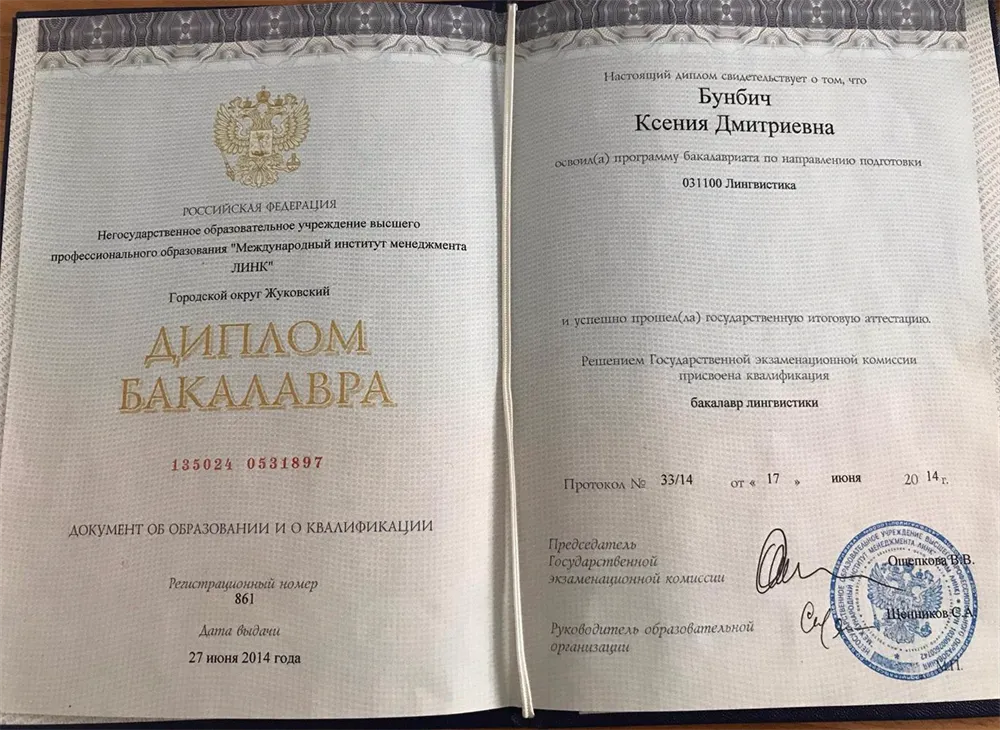 РОССИЙСКАЯ ФЕДЕРАЦИЯ
Негосударственное образовательное учреждение высшего
профессионального образования "Международный институт менеджмента
ЛИНК"
Городской округ Жуковский
ДИПЛОМ
БАКАЛАВРА
135024 0531897
ДОКУМЕНТ ОБ ОБРАЗОВАНИИ И О КВАЛИФИКАЦИИ
Регистрационный номер
861
Дата выдачи
27 июня 2014 года
Настоящий диплом свидетельствует о том, что
Бунбич
Ксения Дмитриевна
освоил(а) программу бакалавриата по направлению подготовки
031100 Лингвистика
и успешно прошел(ла) государственную итоговую аттестацию.
Решением Государственной экзаменационной комиссии
присвоена квалификация
бакалавр лингвистики
Протокол № 33/14 от « 17 » июня 20 14 г.
Председатель
Государственной
экзаменационной комиссии
Ощепкова В.В.
Руководитель образовательной
организации
Щенников С.А.
М.П.